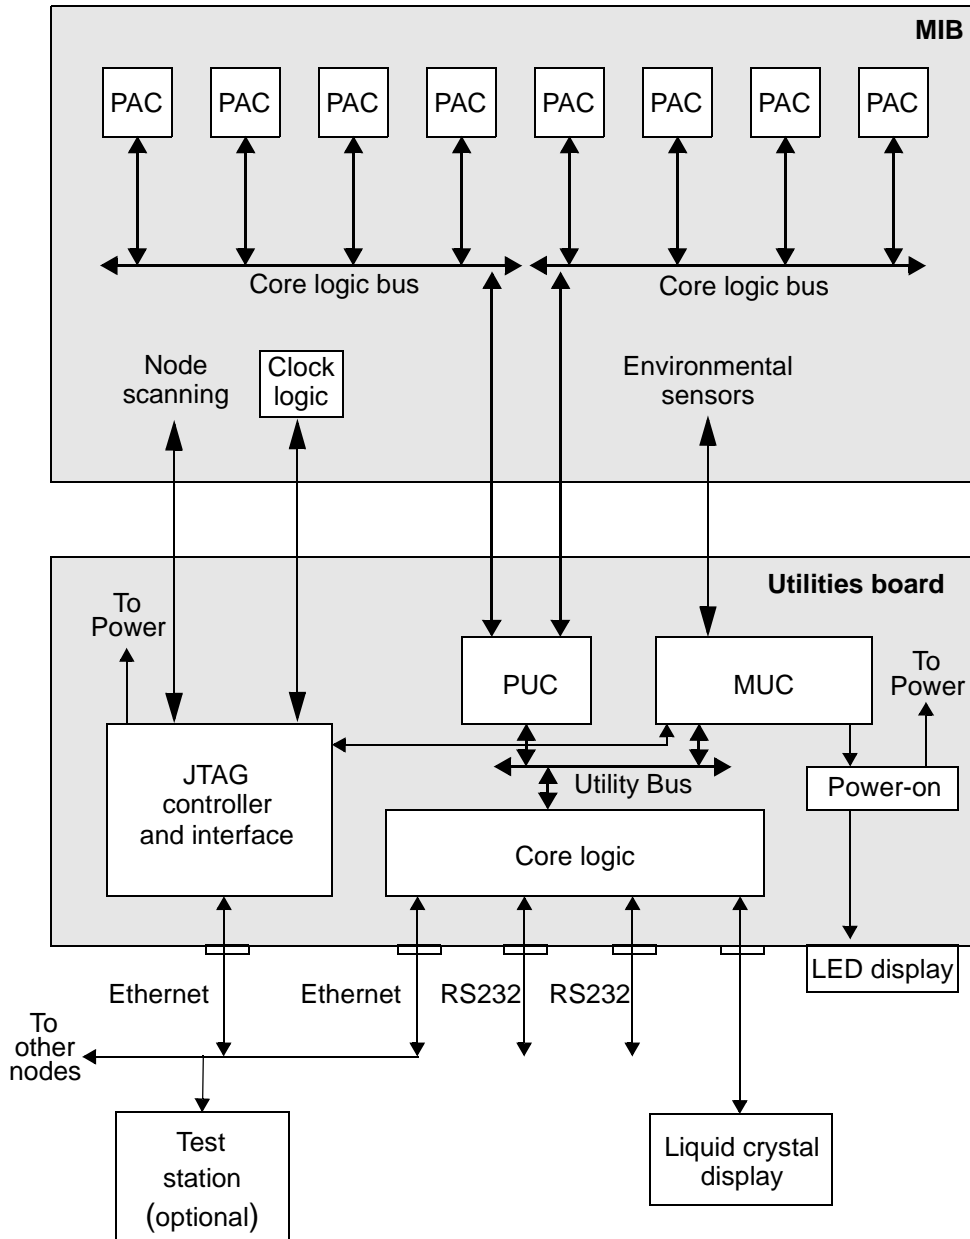 MIB
PAC PAC PAC PAC PAC PAC PAC PAC
Core logic bus
Core logic bus
Node
scanning
Clock
logic
Environmental
sensors
Utilities board
To
Power
PUC
MUC
To
Power
JTAG
controller
and interface
Utility Bus
Power-on
Core logic
LED display
Ethernet
Ethernet
RS232
RS232
To
other
nodes
Test
station
(optional)
Liquid crystal
display